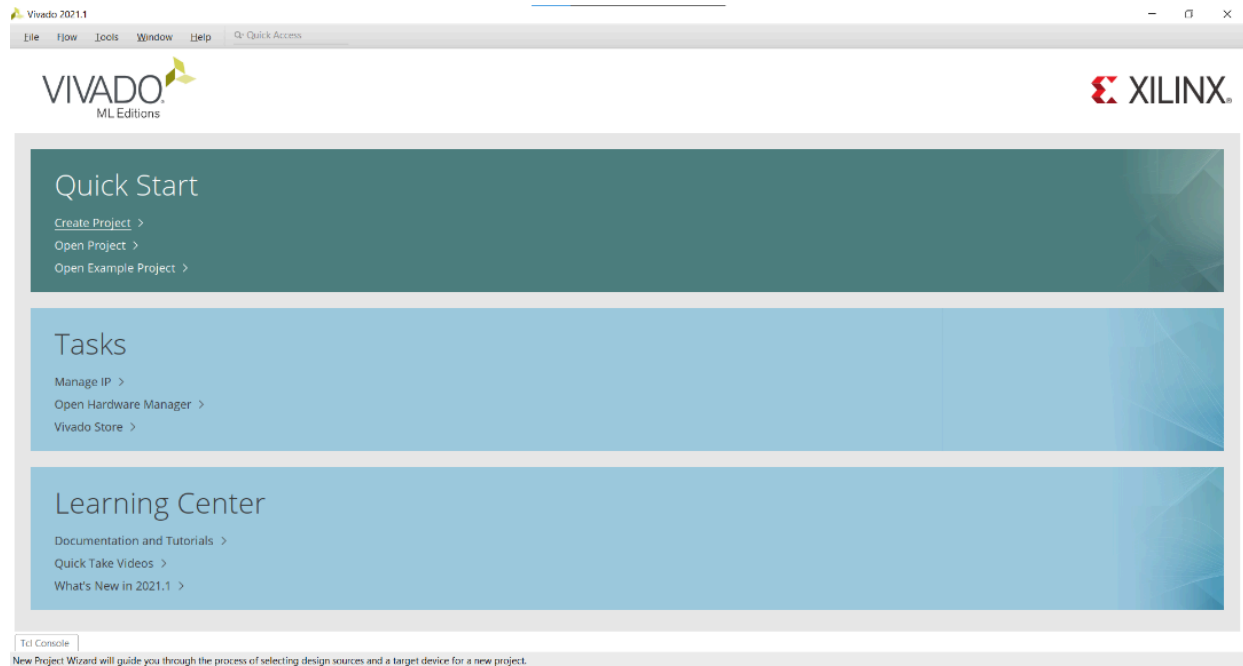 Vivado 2021.1
File Flow Tools Window Help Quick Access
VIVADO.
ML Editions
XILINX.
Quick Start
Create Project >
Open Project >
Open Example Project >
Tasks
Manage IP >
Open Hardware Manager >
Vivado Store >
Learning Center
Documentation and Tutorials >
Quick Take Videos >
What's New in 2021.1 >
Tcl Console
New Project Wizard will guide you through the process of selecting design sources and a target device for a new project.